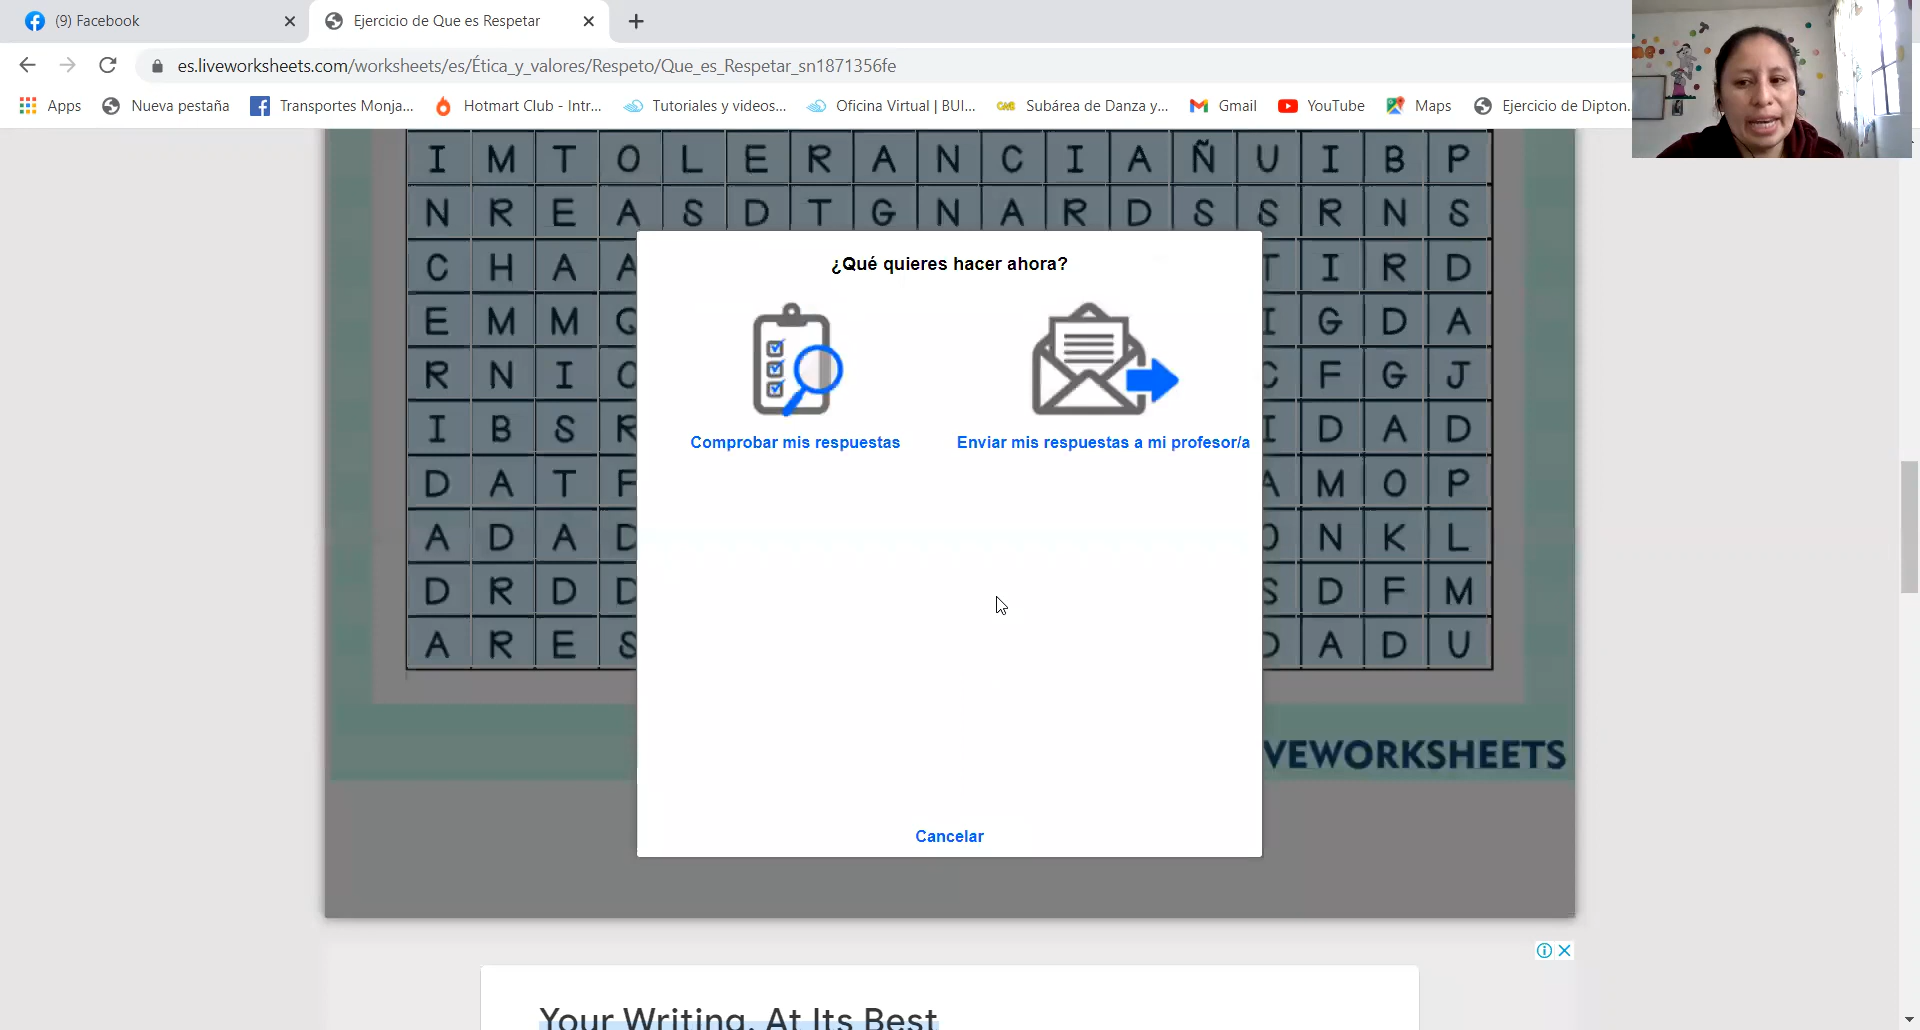 (9) Facebook
Ejercicio de Que es Respetar
es.liveworksheets.com/worksheets/es/Ética_y_valores/Respeto/Que_es_Respetar_sn1871356fe
Apps Nueva pestaña Transportes Monja... Hotmart Club - Intr... Tutoriales y videos... Oficina Virtual | BUI... Subárea de Danza y... Gmail YouTube Maps Ejercicio de Dipton...
I M T O L E R A N C I A Ñ U I B P
N R E A S D T G N A R D S S R N S
C H A A T I R D
E M M Q I G D A
R N I C F G J
I B S R I D A D
D A T F A M O P
A D A D N K L
D R D D S D F M
A R E S D A D U
¿Qué quieres hacer ahora?
Comprobar mis respuestas
Enviar mis respuestas a mi profesor/a
Cancelar
VEWORKSHEETS
Your Writing, At Its Best